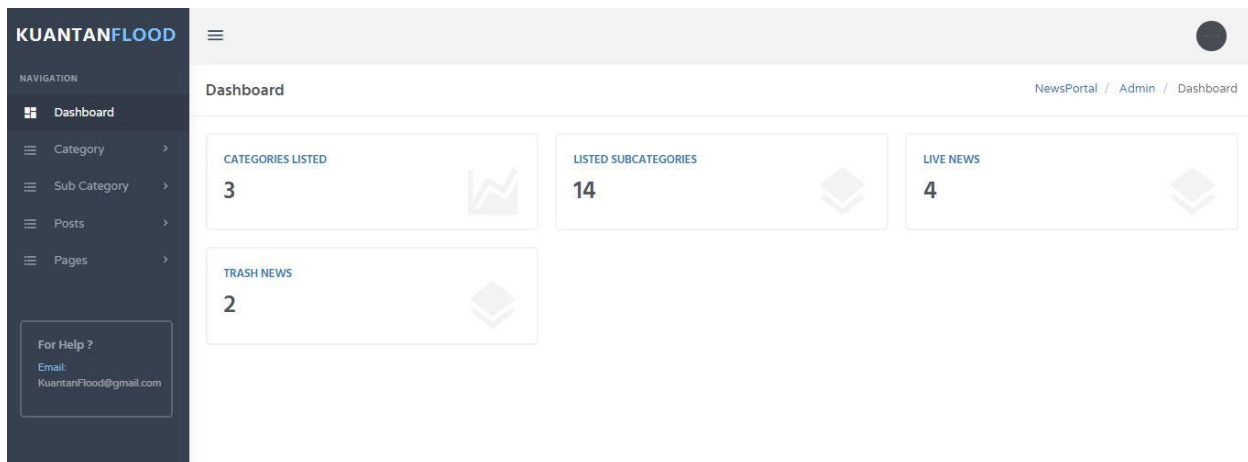 KUANTANFLOOD
NAVIGATION
Dashboard
Category
Sub Category
Posts
Pages
For Help ?
Email:
KuantanFlood@gmail.com
Dashboard
NewsPortal / Admin / Dashboard
CATEGORIES LISTED
3
LISTED SUBCATEGORIES
14
LIVE NEWS
4
TRASH NEWS
2